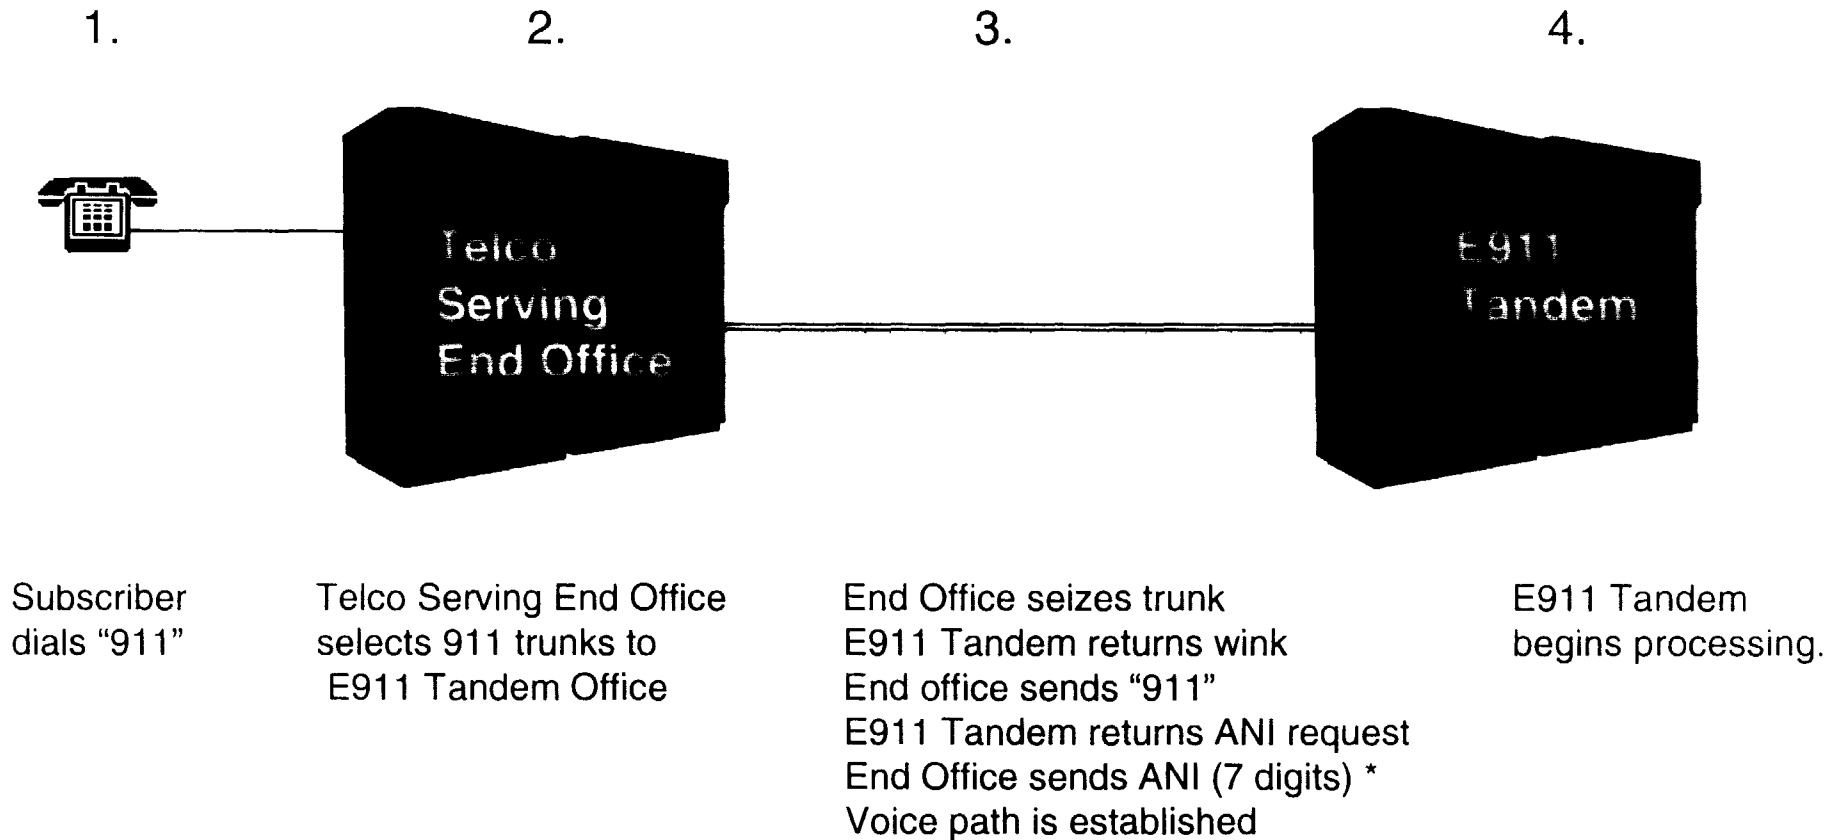 1.
2.
3.
4.
Telco
Serving
End Office
E911
Tandem
Subscriber
dials “911”
Telco Serving End Office
selects 911 trunks to
E911 Tandem Office
End Office seizes trunk
E911 Tandem returns wink
End office sends “911”
E911 Tandem returns ANI request
End Office sends ANI (7 digits) *
Voice path is established
E911 Tandem
begins processing.